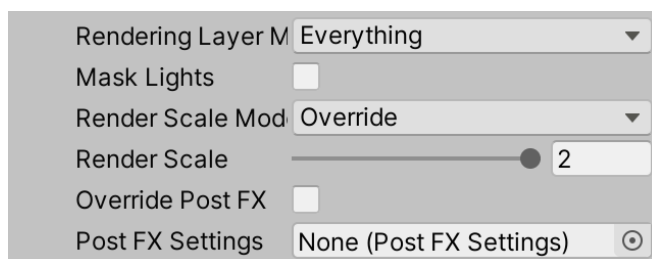 Rendering Layer M Everything
Mask Lights
Render Scale Mod Override
Render Scale 2
Override Post FX
Post FX Settings None (Post FX Settings)